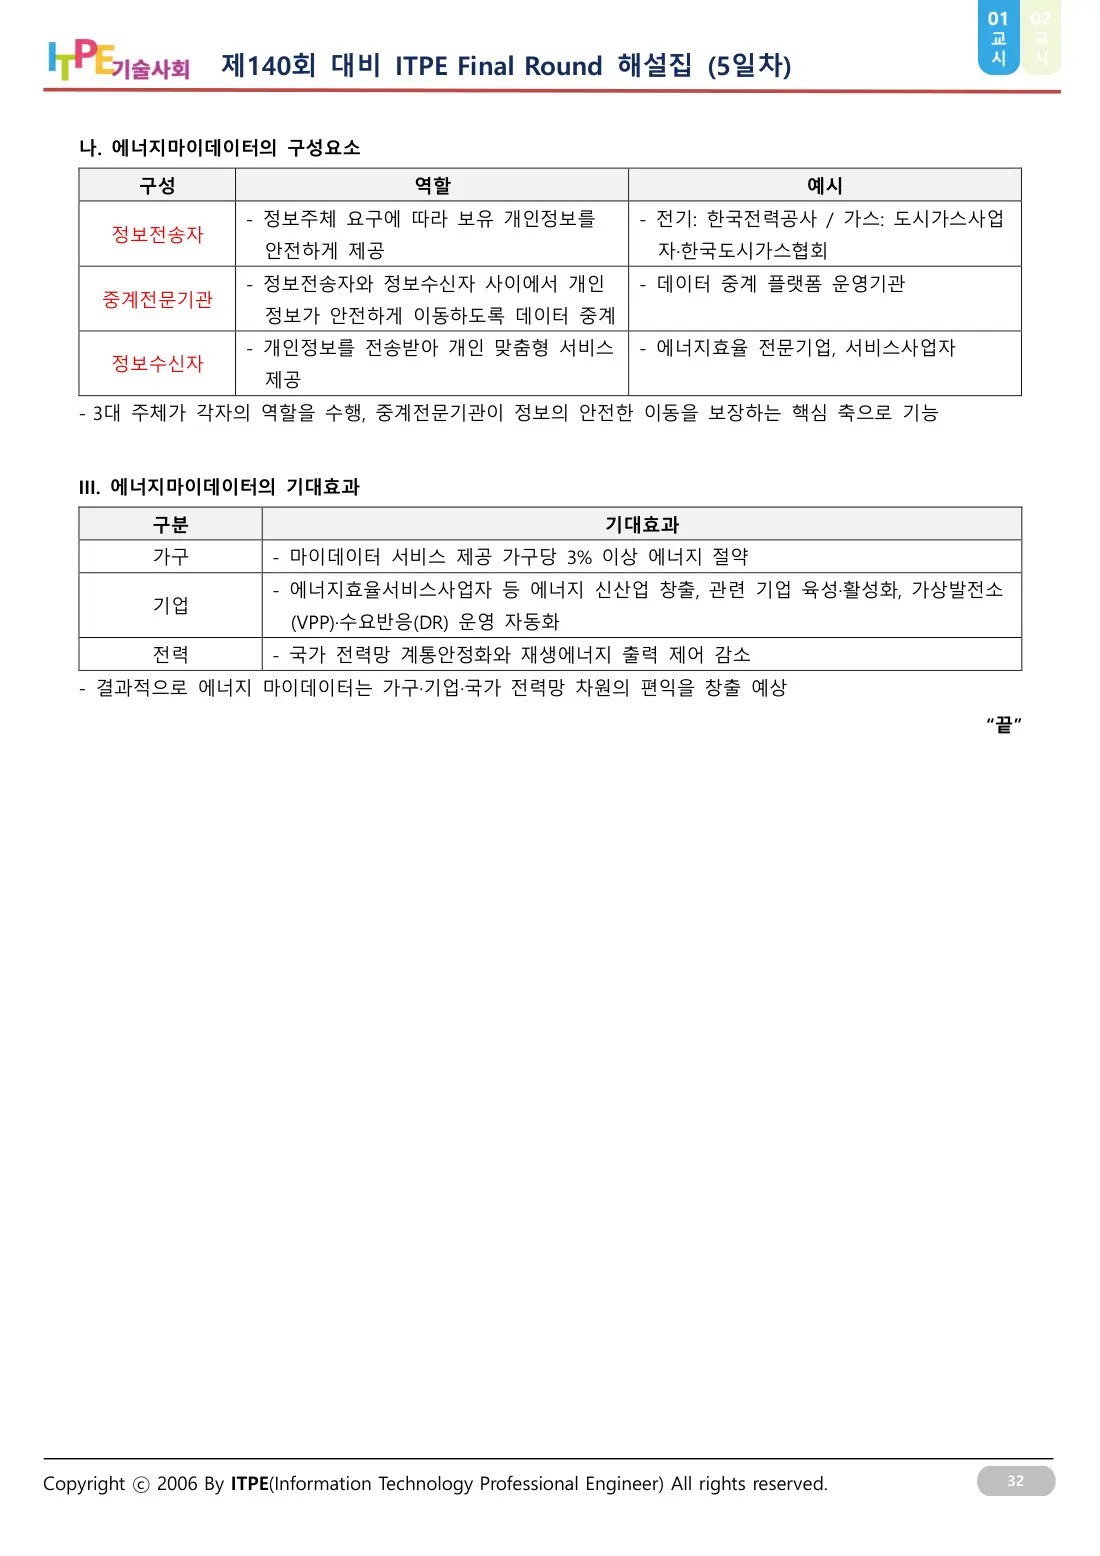 ITPE기술사회
제140회 대비 ITPE Final Round 해설집 (5일차)
01
교
시
02
교
시
나. 에너지마이데이터의 구성요소
구성 역할 예시
정보전송자
- 정보주체 요구에 따라 보유 개인정보를
안전하게 제공
- 전기: 한국전력공사 / 가스: 도시가스사업
자·한국도시가스협회
중계전문기관
- 정보전송자와 정보수신자 사이에서 개인
정보가 안전하게 이동하도록 데이터 중계
- 데이터 중계 플랫폼 운영기관
정보수신자
- 개인정보를 전송받아 개인 맞춤형 서비스
제공
- 에너지효율 전문기업, 서비스사업자
- 3대 주체가 각자의 역할을 수행, 중계전문기관이 정보의 안전한 이동을 보장하는 핵심 축으로 기능
III. 에너지마이데이터의 기대효과
구분 기대효과
가구 - 마이데이터 서비스 제공 가구당 3% 이상 에너지 절약
기업
- 에너지효율서비스사업자 등 에너지 신산업 창출, 관련 기업 육성·활성화, 가상발전소
(VPP)·수요반응(DR) 운영 자동화
전력 - 국가 전력망 계통안정화와 재생에너지 출력 제어 감소
- 결과적으로 에너지 마이데이터는 가구·기업·국가 전력망 차원의 편익을 창출 예상
“끝”
Copyright ⓒ 2006 By ITPE(Information Technology Professional Engineer) All rights reserved.
32